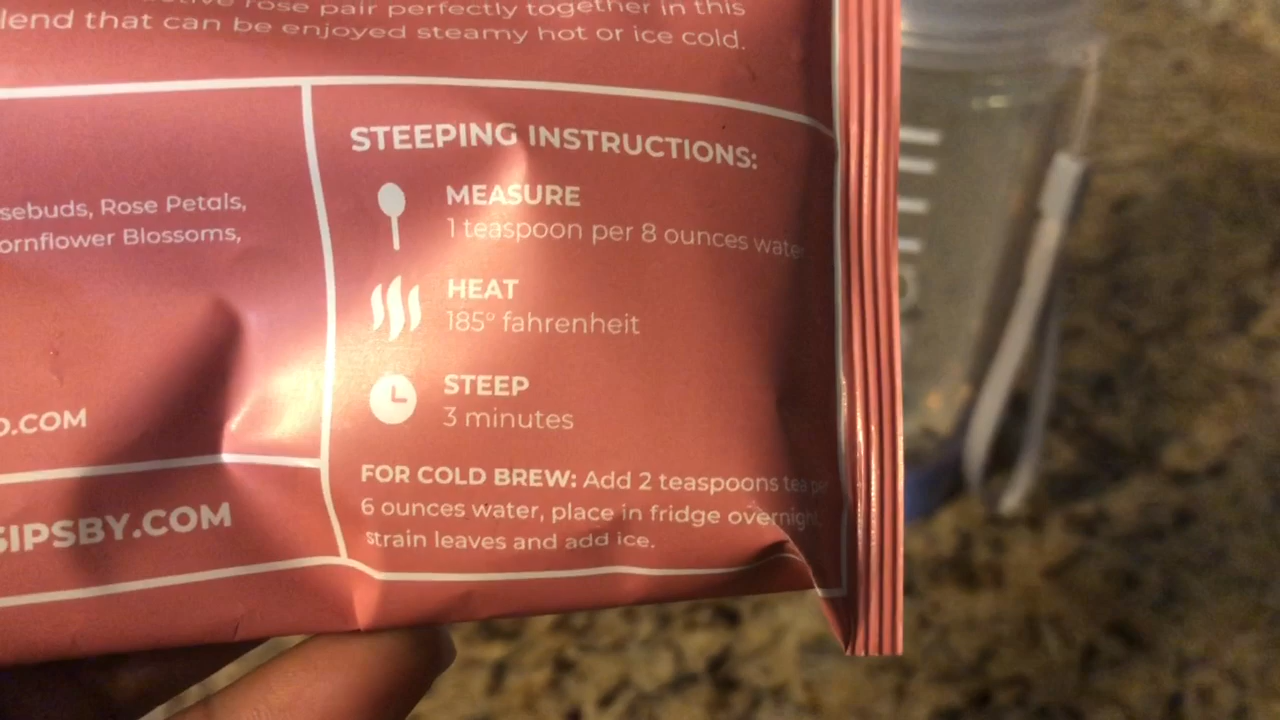 rose pair perfectly together in this
lend that can be enjoyed steamy hot or ice cold.
sebuds, Rose Petals,
ornflower Blossoms,
O.COM
SIPSBY.COM
STEEPING INSTRUCTIONS:
MEASURE
1 teaspoon per 8 ounces water
HEAT
185° fahrenheit
STEEP
3 minutes
FOR COLD BREW: Add 2 teaspoons tea per
6 ounces water, place in fridge overnight,
strain leaves and add ice.